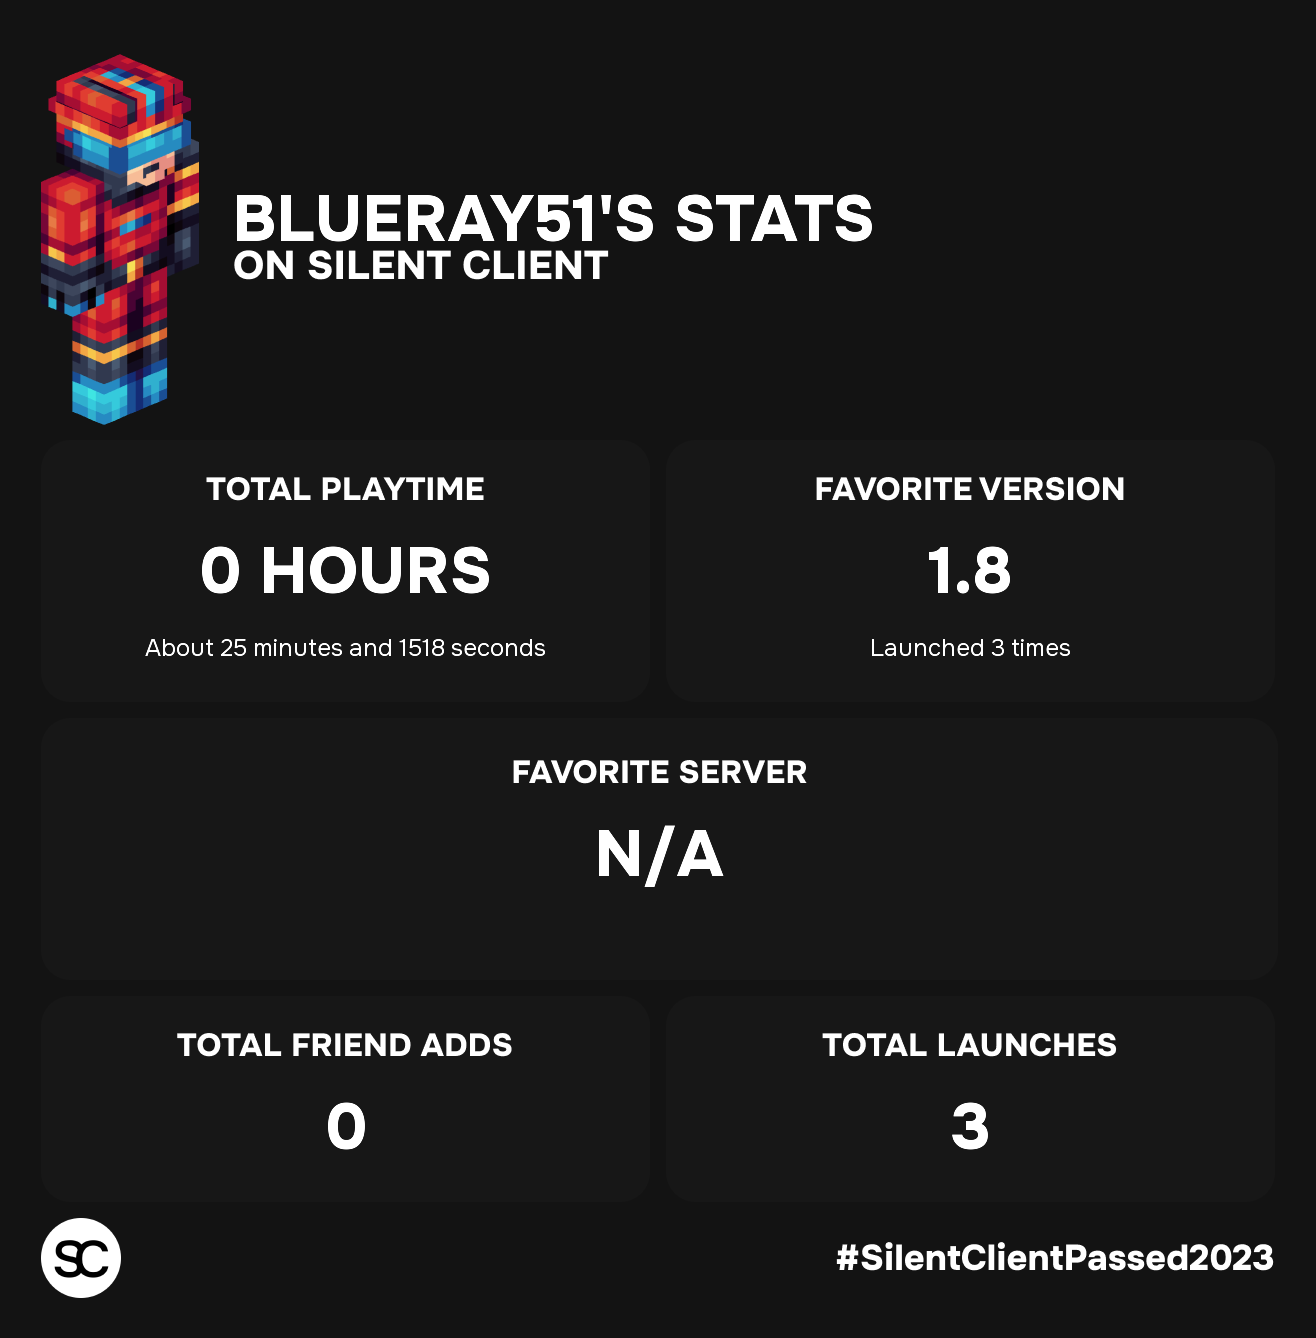 BLUERAY51'S STATS
ON SILENT CLIENT
TOTAL PLAYTIME
0 HOURS
About 25 minutes and 1518 seconds
FAVORITE VERSION
1.8
Launched 3 times
FAVORITE SERVER
N/A
TOTAL FRIEND ADDS
0
TOTAL LAUNCHES
3
SC
#SilentClientPassed2023